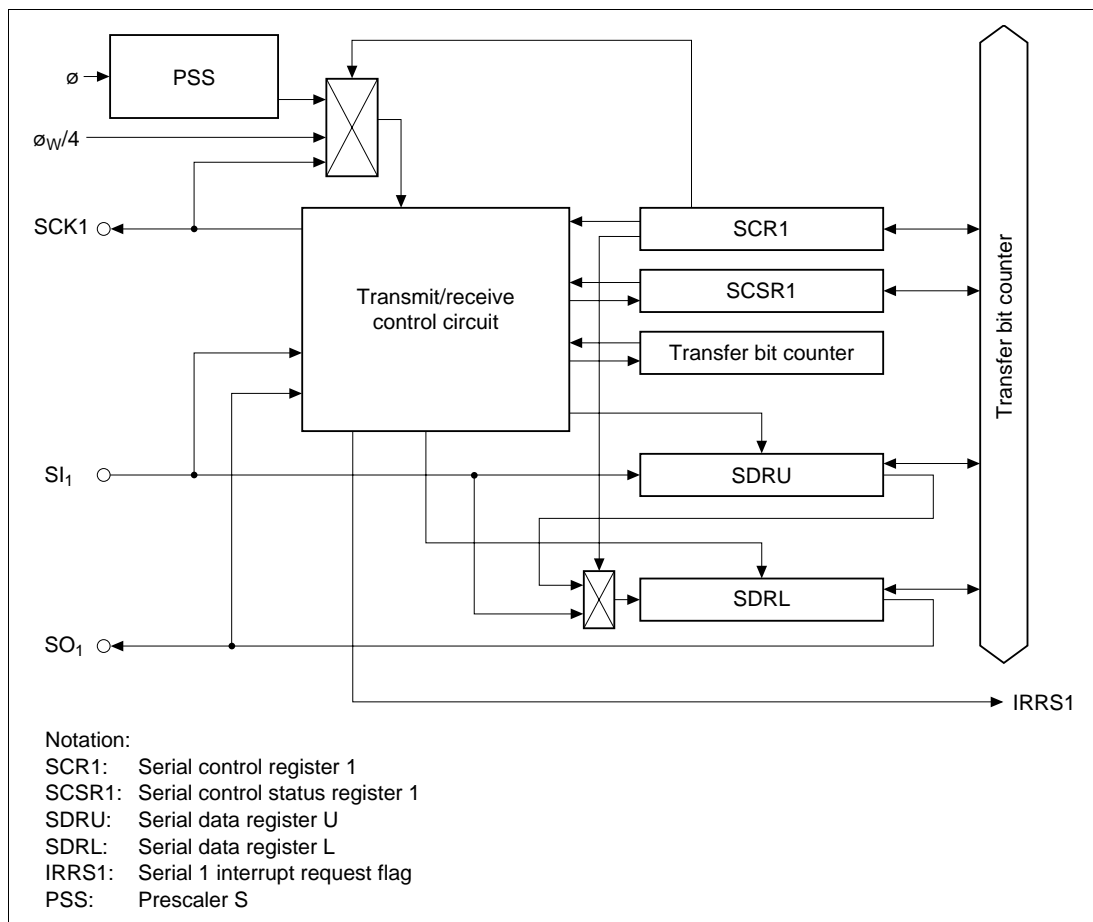 ø
PSS
øW/4
SCK1
SCR1
SCSR1
Transmit/receive
control circuit
Transfer bit counter
Transfer bit counter
SI1
SDRU
SDRL
SO1
IRRS1
Notation:
SCR1: Serial control register 1
SCSR1: Serial control status register 1
SDRU: Serial data register U
SDRL: Serial data register L
IRRS1: Serial 1 interrupt request flag
PSS: Prescaler S